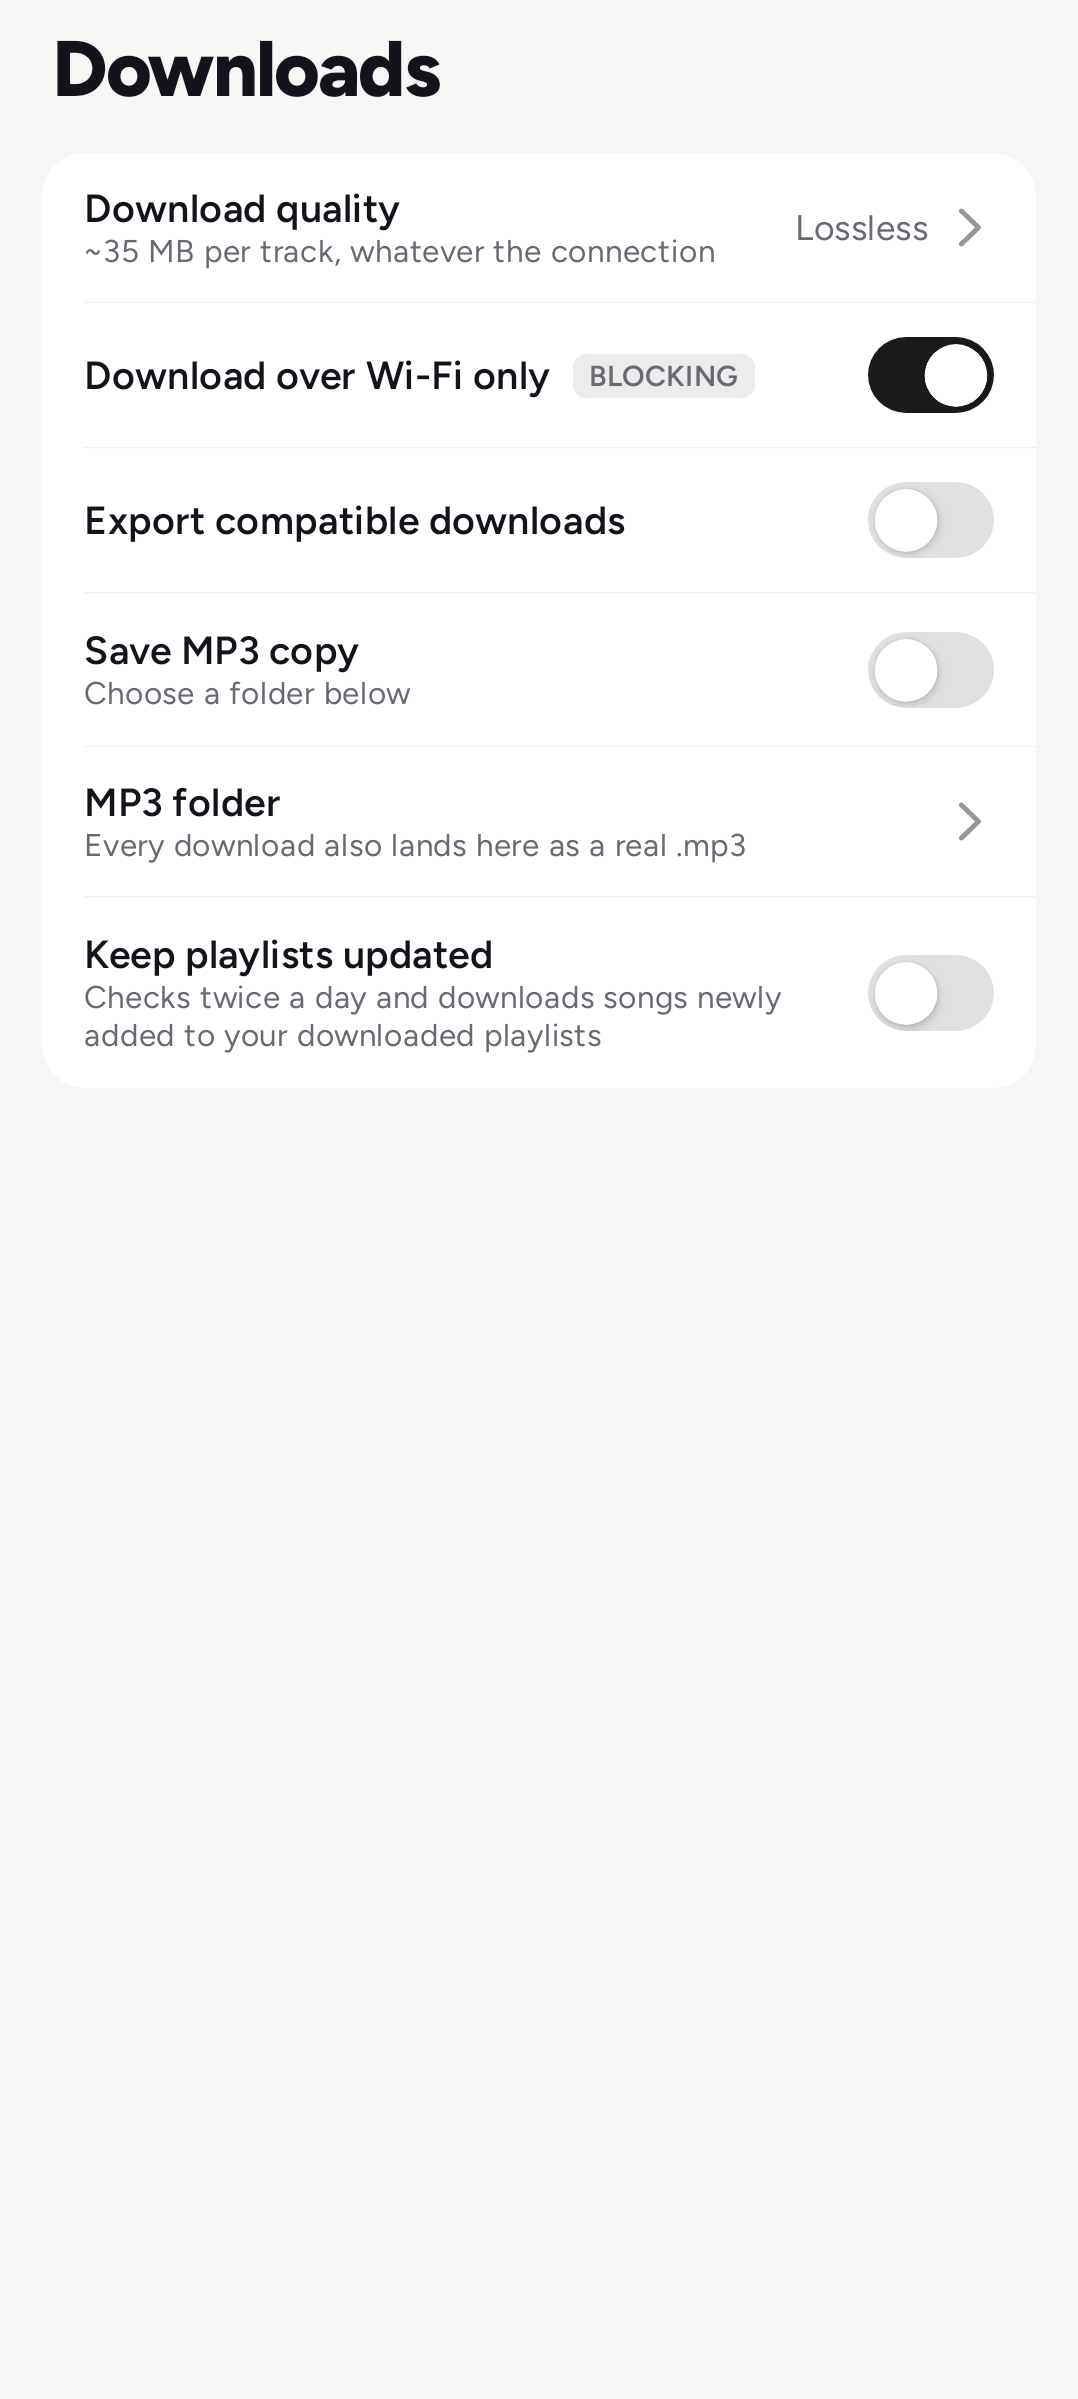 Downloads
Download quality
~35 MB per track, whatever the connection
Lossless
Download over Wi-Fi only
BLOCKING
Export compatible downloads
Save MP3 copy
Choose a folder below
MP3 folder
Every download also lands here as a real .mp3
Keep playlists updated
Checks twice a day and downloads songs newly
added to your downloaded playlists